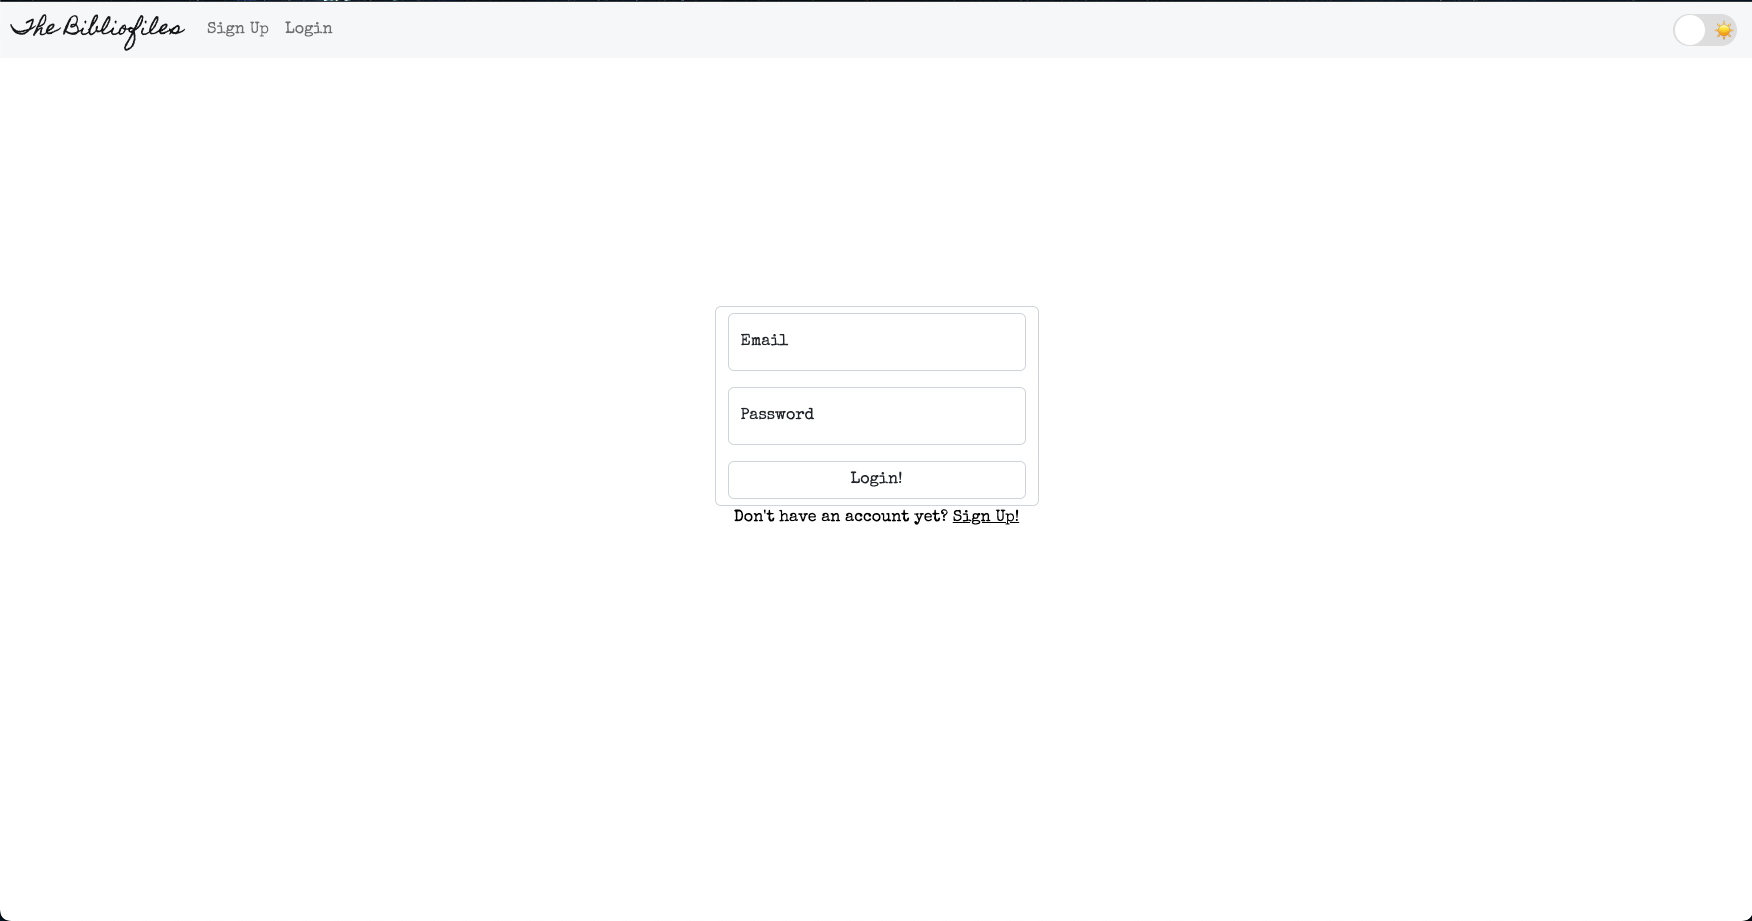 The Bibliofiles Sign Up Login
Email
Password
Login!
Don't have an account yet? Sign Up!